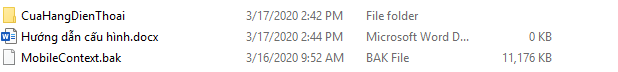 CuaHangDienThoai 3/17/2020 2:42 PM File folder
Hướng dẫn cấu hình.docx 3/17/2020 2:44 PM Microsoft Word D... 0 KB
MobileContext.bak 3/16/2020 9:52 AM BAK File 11,176 KB